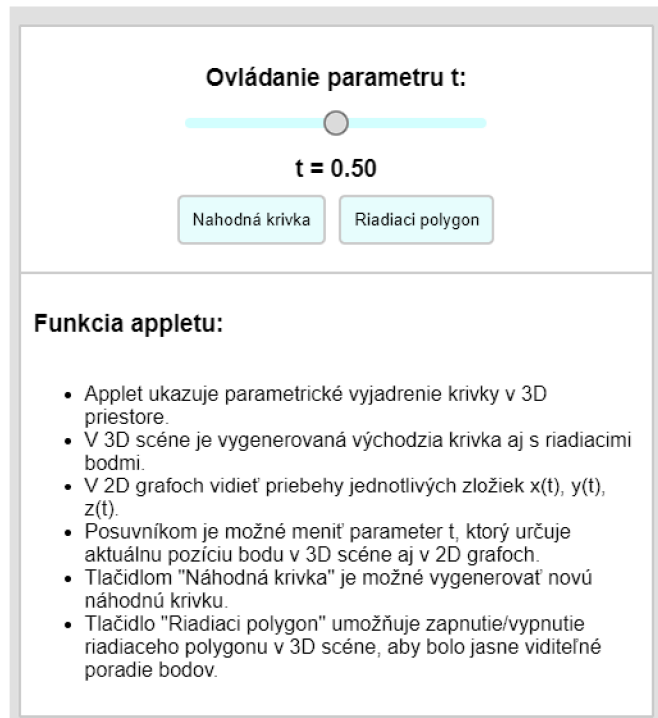 Ovládanie parametru t:
t = 0.50
Nahodná krivka
Riadiaci polygon
Funkcia appletu:
• Applet ukazuje parametrické vyjadrenie krivky v 3D
priestore.
• V 3D scéne je vygenerovaná východzia krivka aj s riadiacimi
bodmi.
• V 2D grafoch vidieť priebehy jednotlivých zložiek x(t), y(t),
z(t).
• Posuvníkom je možné meniť parameter t, ktorý určuje
aktuálnu pozíciu bodu v 3D scéne aj v 2D grafoch.
• Tlačidlom "Náhodná krivka" je možné vygenerovať novú
náhodnú krivku.
• Tlačidlo "Riadiaci polygon" umožňuje zapnutie/vypnutie
riadiaceho polygonu v 3D scéne, aby bolo jasne viditeľné
poradie bodov.